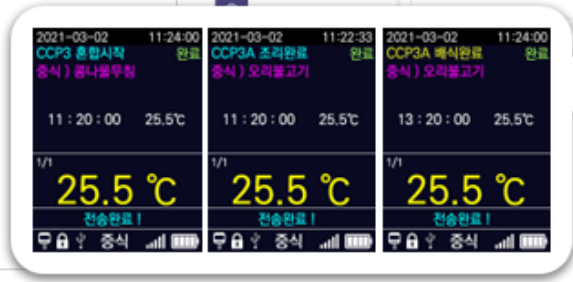 2021-03-02 11:24:00
CCP3 혼합시작 완료
중식 ) 콩나물무침
11 : 20 : 00 25.5℃
1/1
25.5 ℃
전송완료 !
중식
2021-03-02 11:22:33
CCP3A 조리완료 완료
중식 ) 오리불고기
11 : 20 : 00 25.5℃
1/1
25.5 ℃
전송완료 !
중식
2021-03-02 11:24:00
CCP3A 배식완료 완료
중식 ) 오리불고기
13 : 20 : 00 25.5℃
1/1
25.5 ℃
전송완료 !
중식